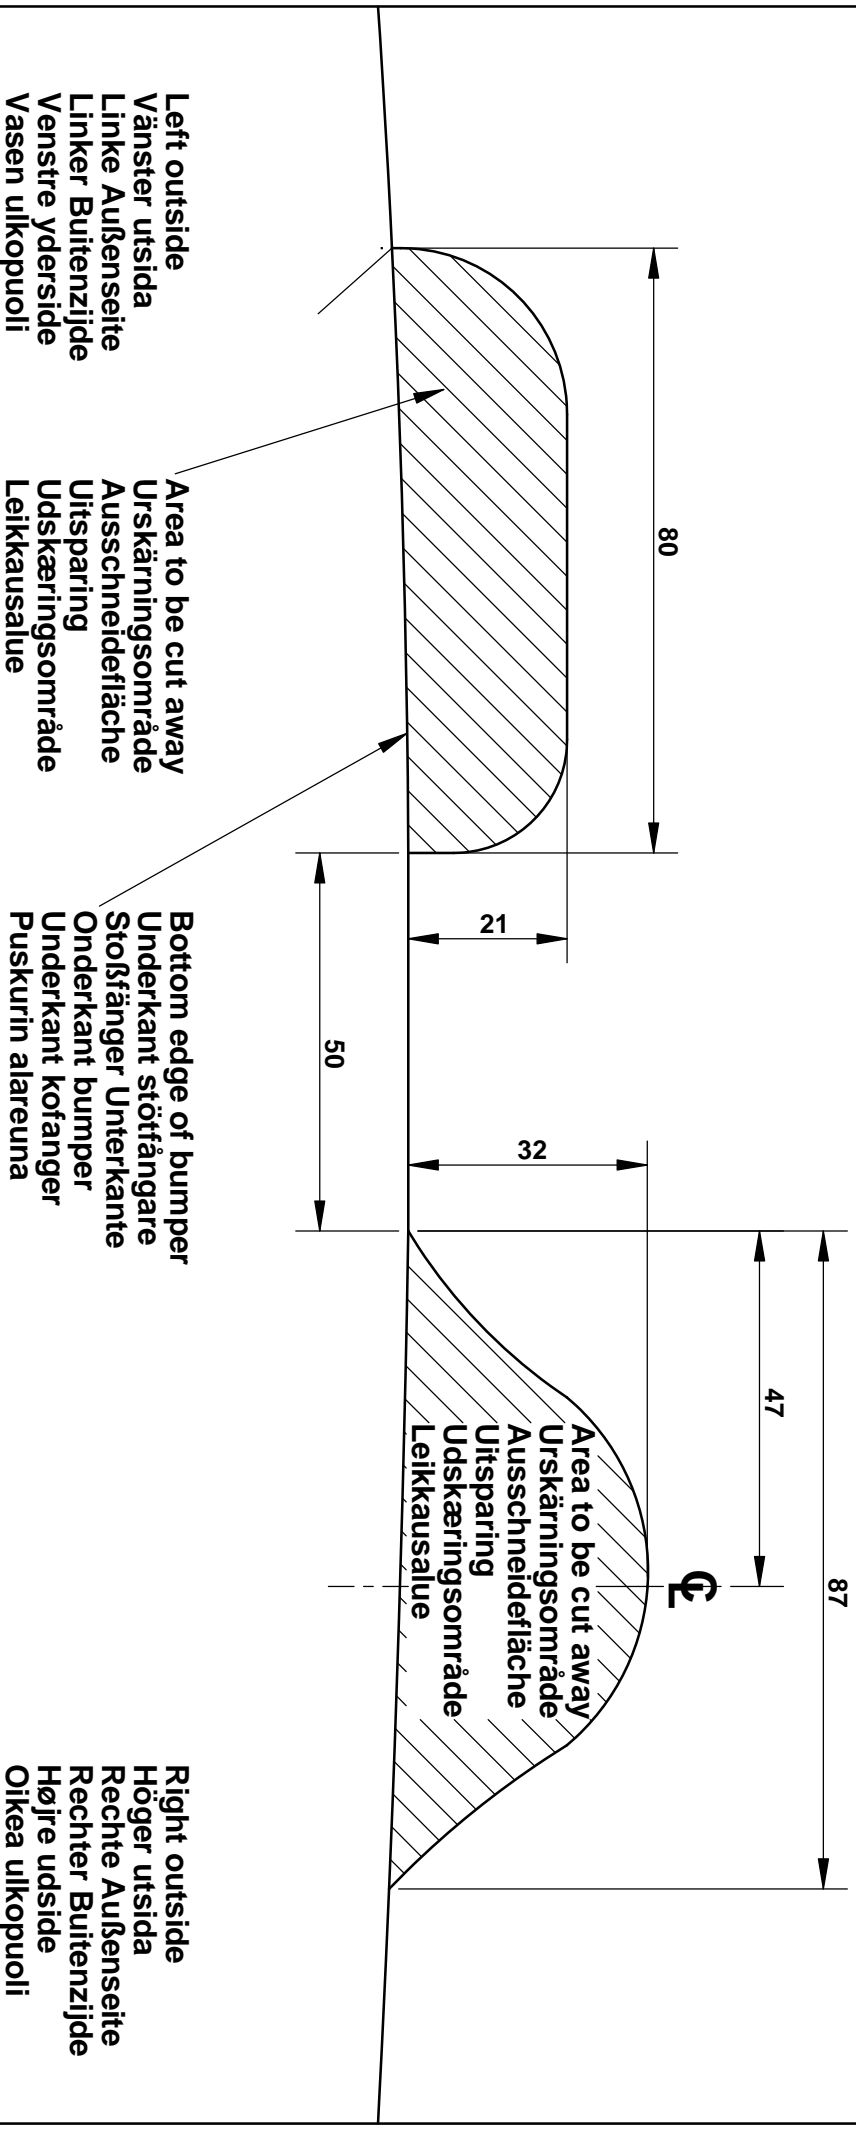 87
47
80
32
21
50
Area to be cut away
Urskärningsområde
Ausschneidefläche
Uitsparing
Udskæringsområde
Leikkausalue
CL
Left outside
Vänster utsida
Linke Außenseite
Linker Buitenzijde
Venstre yderside
Vasen ulkopuoli
Area to be cut away
Urskärningsområde
Ausschneidefläche
Uitsparing
Udskæringsområde
Leikkausalue
Bottom edge of bumper
Underkant stötfångare
Stoßfänger Unterkante
Onderkant bumper
Underkant kofanger
Puskurin alareuna
Right outside
Höger utsida
Rechte Außenseite
Rechter Buitenzijde
Højre udside
Oikea ulkopuoli